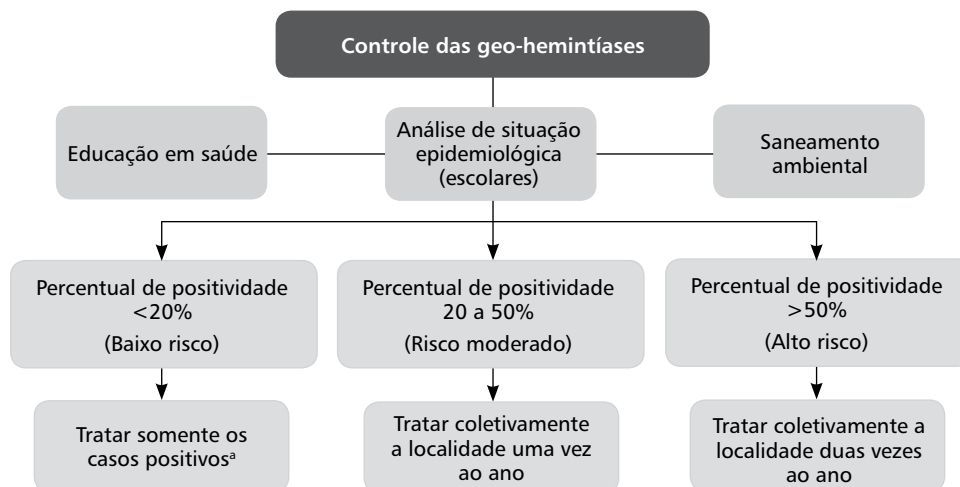 Controle das geo-hemintíases
Educação em saúde
Análise de situação
epidemiológica
(escolares)
Saneamento
ambiental
Percentual de positividade
<20%
(Baixo risco)
Percentual de positividade
20 a 50%
(Risco moderado)
Percentual de positividade
>50%
(Alto risco)
Tratar somente os
casos positivosᵃ
Tratar coletivamente
a localidade uma vez
ao ano
Tratar coletivamente a
localidade duas vezes
ao ano